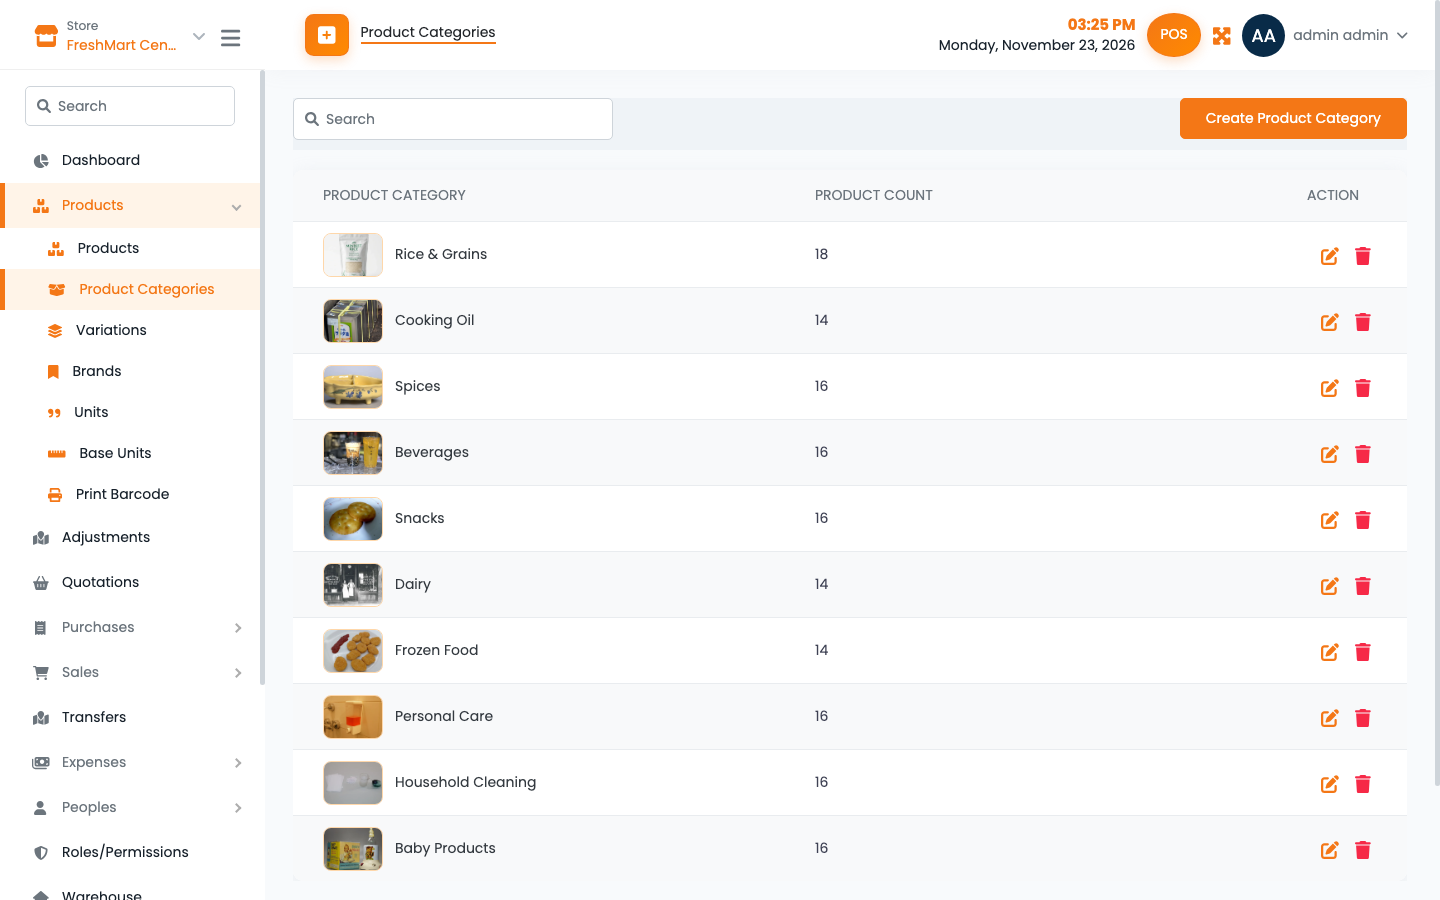 Store
FreshMart Cen...
Product Categories
03:25 PM
Monday, November 23, 2026
POS
AA
admin admin
Search
Dashboard
Products
Products
Product Categories
Variations
Brands
Units
Base Units
Print Barcode
Adjustments
Quotations
Purchases
Sales
Transfers
Expenses
Peoples
Roles/Permissions
Warehouse
Search
Create Product Category
PRODUCT CATEGORY
PRODUCT COUNT
ACTION
Rice & Grains
18
Cooking Oil
14
Spices
16
Beverages
16
Snacks
16
Dairy
14
Frozen Food
14
Personal Care
16
Household Cleaning
16
Baby Products
16